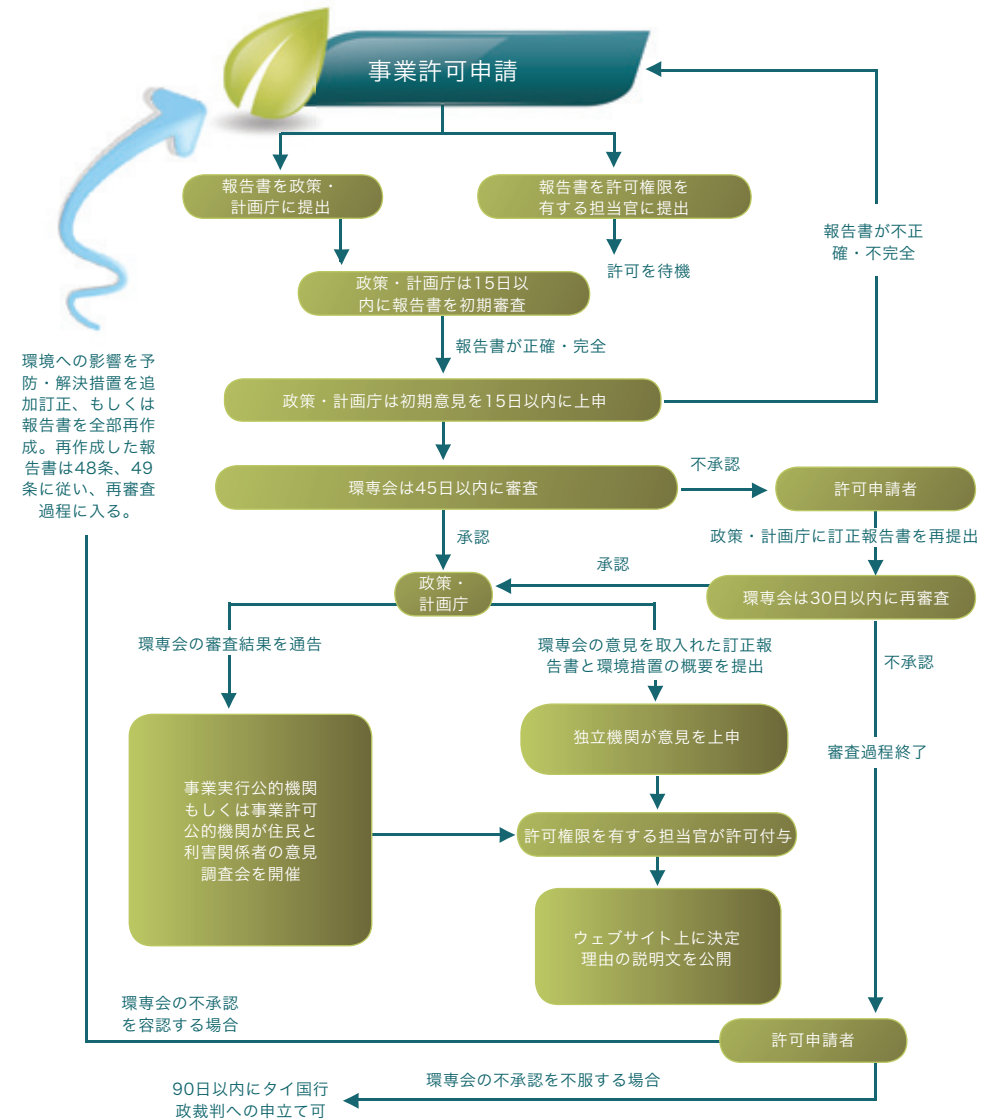 事業許可申請
報告書を政策・
計画庁に提出
報告書を許可権限を
有する担当官に提出
報告書が不正
確・不完全
許可を待機
政策・計画庁は15日以
内に報告書を初期審査
報告書が正確・完全
環境への影響を予
防・解決措置を追
加訂正、もしくは
報告書を全部再作
成。再作成した報
告書は48条、49
条に従い、再審査
過程に入る。
政策・計画庁は初期意見を15日以内に上申
環専会は45日以内に審査
不承認
許可申請者
承認
政策・計画庁に訂正報告書を再提出
承認
政策・
計画庁
環専会は30日以内に再審査
環専会の審査結果を通告
環専会の意見を取入れた訂正報
告書と環境措置の概要を提出
不承認
独立機関が意見を上申
審査過程終了
事業実行公的機関
もしくは事業許可
公的機関が住民と
利害関係者の意見
調査会を開催
許可権限を有する担当官が許可付与
ウェブサイト上に決定
理由の説明文を公開
環専会の不承認
を容認する場合
許可申請者
環専会の不承認を不服する場合
90日以内にタイ国行
政裁判への申立て可